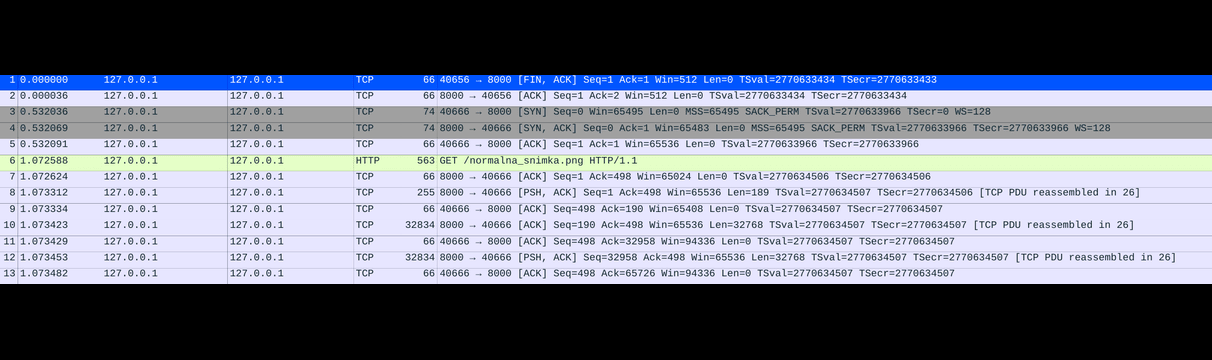 1 0.000000 127.0.0.1 127.0.0.1 TCP 66 40656 → 8000 [FIN, ACK] Seq=1 Ack=1 Win=512 Len=0 TSval=2770633434 TSecr=2770633433
2 0.000036 127.0.0.1 127.0.0.1 TCP 66 8000 → 40656 [ACK] Seq=1 Ack=2 Win=512 Len=0 TSval=2770633434 TSecr=2770633434
3 0.532036 127.0.0.1 127.0.0.1 TCP 74 40666 → 8000 [SYN] Seq=0 Win=65495 Len=0 MSS=65495 SACK_PERM TSval=2770633966 TSecr=0 WS=128
4 0.532069 127.0.0.1 127.0.0.1 TCP 74 8000 → 40666 [SYN, ACK] Seq=0 Ack=1 Win=65483 Len=0 MSS=65495 SACK_PERM TSval=2770633966 TSecr=2770633966 WS=128
5 0.532091 127.0.0.1 127.0.0.1 TCP 66 40666 → 8000 [ACK] Seq=1 Ack=1 Win=65536 Len=0 TSval=2770633966 TSecr=2770633966
6 1.072588 127.0.0.1 127.0.0.1 HTTP 563 GET /normalna_snimka.png HTTP/1.1
7 1.072624 127.0.0.1 127.0.0.1 TCP 66 8000 → 40666 [ACK] Seq=1 Ack=498 Win=65024 Len=0 TSval=2770634506 TSecr=2770634506
8 1.073312 127.0.0.1 127.0.0.1 TCP 255 8000 → 40666 [PSH, ACK] Seq=1 Ack=498 Win=65536 Len=189 TSval=2770634507 TSecr=2770634506 [TCP PDU reassembled in 26]
9 1.073334 127.0.0.1 127.0.0.1 TCP 66 40666 → 8000 [ACK] Seq=498 Ack=190 Win=65408 Len=0 TSval=2770634507 TSecr=2770634507
10 1.073423 127.0.0.1 127.0.0.1 TCP 32834 8000 → 40666 [ACK] Seq=190 Ack=498 Win=65536 Len=32768 TSval=2770634507 TSecr=2770634507 [TCP PDU reassembled in 26]
11 1.073429 127.0.0.1 127.0.0.1 TCP 66 40666 → 8000 [ACK] Seq=498 Ack=32958 Win=94336 Len=0 TSval=2770634507 TSecr=2770634507
12 1.073453 127.0.0.1 127.0.0.1 TCP 32834 8000 → 40666 [PSH, ACK] Seq=32958 Ack=498 Win=65536 Len=32768 TSval=2770634507 TSecr=2770634507 [TCP PDU reassembled in 26]
13 1.073482 127.0.0.1 127.0.0.1 TCP 66 40666 → 8000 [ACK] Seq=498 Ack=65726 Win=94336 Len=0 TSval=2770634507 TSecr=2770634507